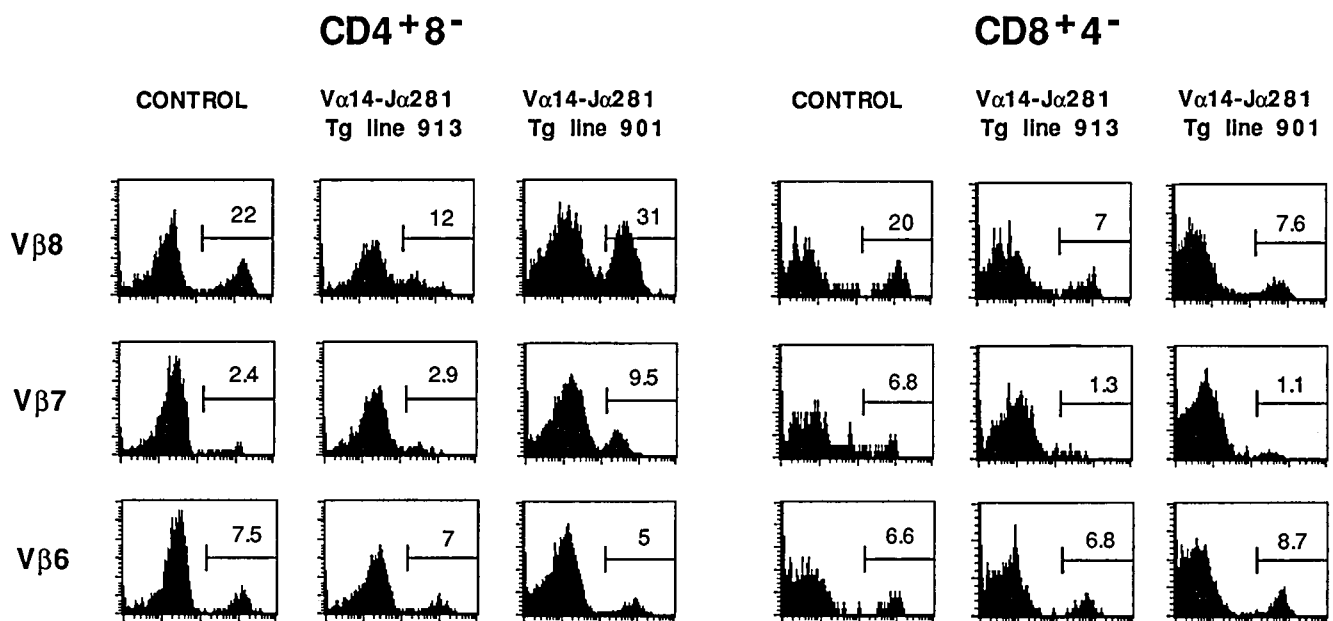 CD4+8- CD8+4-
CONTROL Vα14-Jα281 Tg line 913 Vα14-Jα281 Tg line 901 CONTROL Vα14-Jα281 Tg line 913 Vα14-Jα281 Tg line 901
Vβ8 22 12 31 20 7 7.6
Vβ7 2.4 2.9 9.5 6.8 1.3 1.1
Vβ6 7.5 7 5 6.6 6.8 8.7